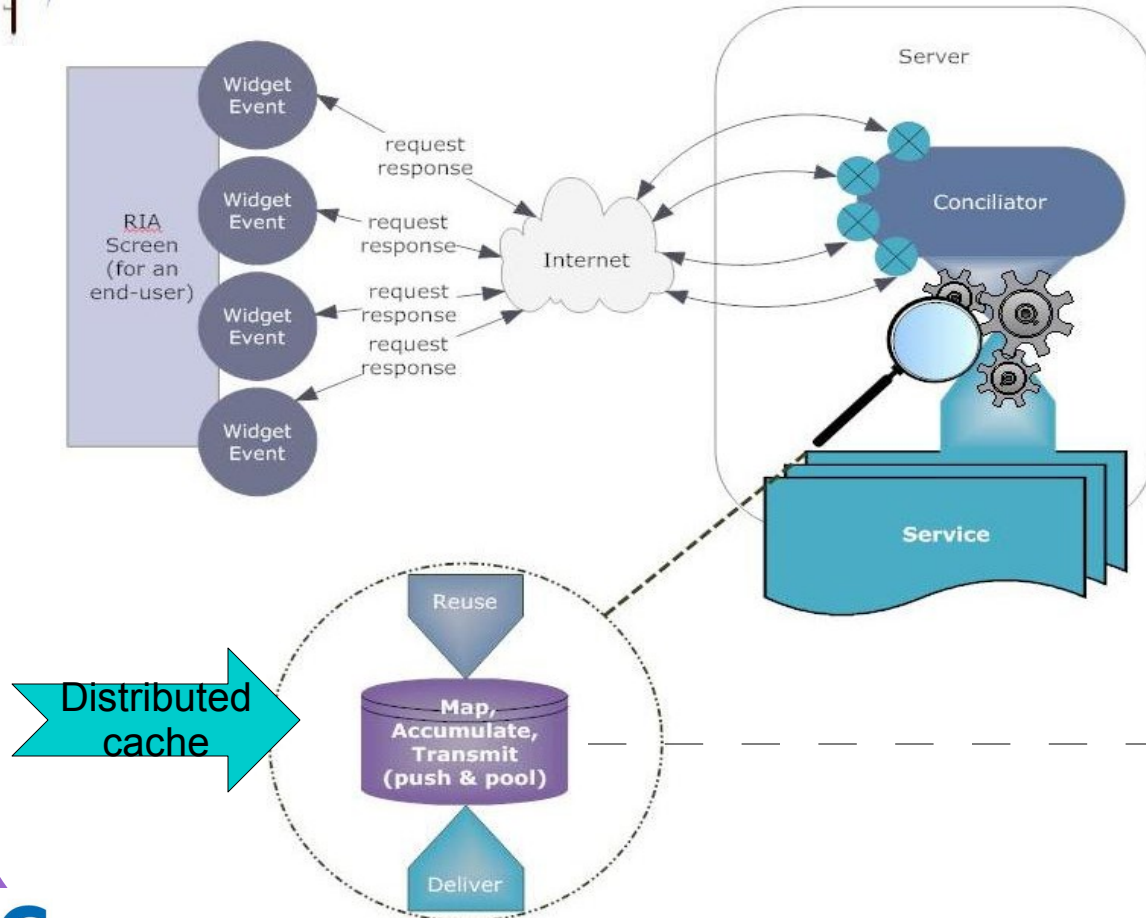 Server
Widget
Event
request
response
Widget
Event
request
response
RIA
Screen
(for an
end-user)
Internet
Conciliator
Widget
Event
request
response
request
response
Widget
Event
Service
Reuse
Distributed
cache
Map,
Accumulate,
Transmit
(push & pool)
Deliver